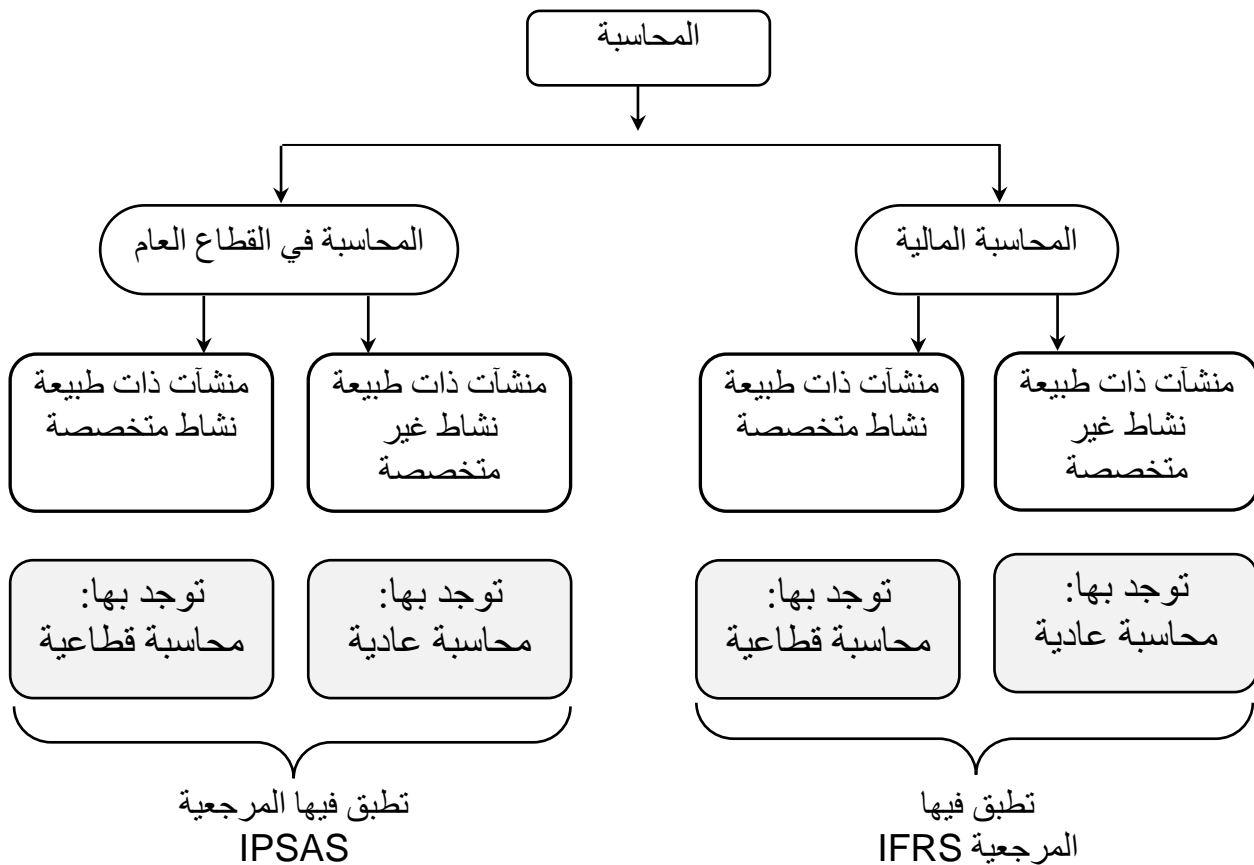 المحاسبة
المحاسبة المالية
المحاسبة في القطاع العام
منشآت ذات طبيعة
نشاط غير
متخصصة
منشآت ذات طبيعة
نشاط متخصصة
منشآت ذات طبيعة
نشاط غير
متخصصة
منشآت ذات طبيعة
نشاط متخصصة
توجد بها:
محاسبة عادية
توجد بها:
محاسبة قطاعية
توجد بها:
محاسبة عادية
توجد بها:
محاسبة قطاعية
تطبق فيها
المرجعية IFRS
تطبق فيها المرجعية
IPSAS